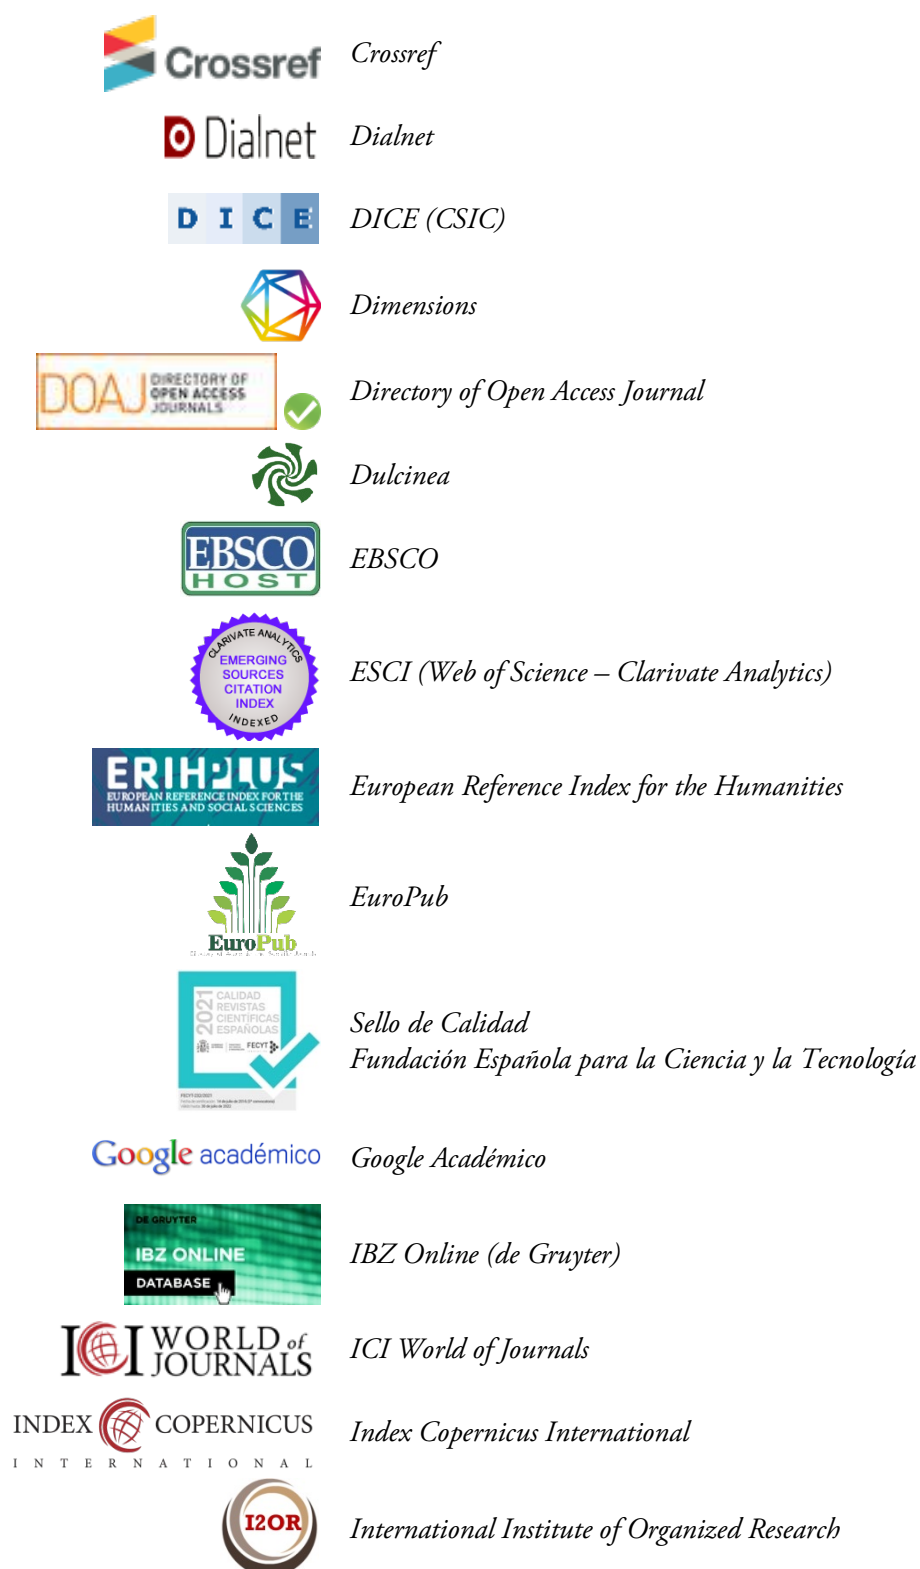 Crossref Crossref
Dialnet Dialnet
DICE DICE (CSIC)
Dimensions
DOAJ DIRECTORY OF
OPEN ACCESS
JOURNALS
Directory of Open Access Journal
Dulcinea
EBSCO
HOST
EBSCO
CLARIVATE ANALYTICS
EMERGING
SOURCES
CITATION
INDEX
INDEXED
ESCI (Web of Science – Clarivate Analytics)
ERIHPLUS
EUROPEAN REFERENCE INDEX FOR THE
HUMANITIES AND SOCIAL SCIENCES
European Reference Index for the Humanities
EuroPub
EuroPub
2021
CALIDAD
REVISTAS
CIENTÍFICAS
ESPAÑOLAS
FECYT
Sello de Calidad
Fundación Española para la Ciencia y la Tecnología
Google académico Google Académico
DE GRUYTER
IBZ ONLINE
DATABASE
IBZ Online (de Gruyter)
ICI WORLD of
JOURNALS
ICI World of Journals
INDEX COPERNICUS
INTERNATIONAL
Index Copernicus International
I2OR International Institute of Organized Research